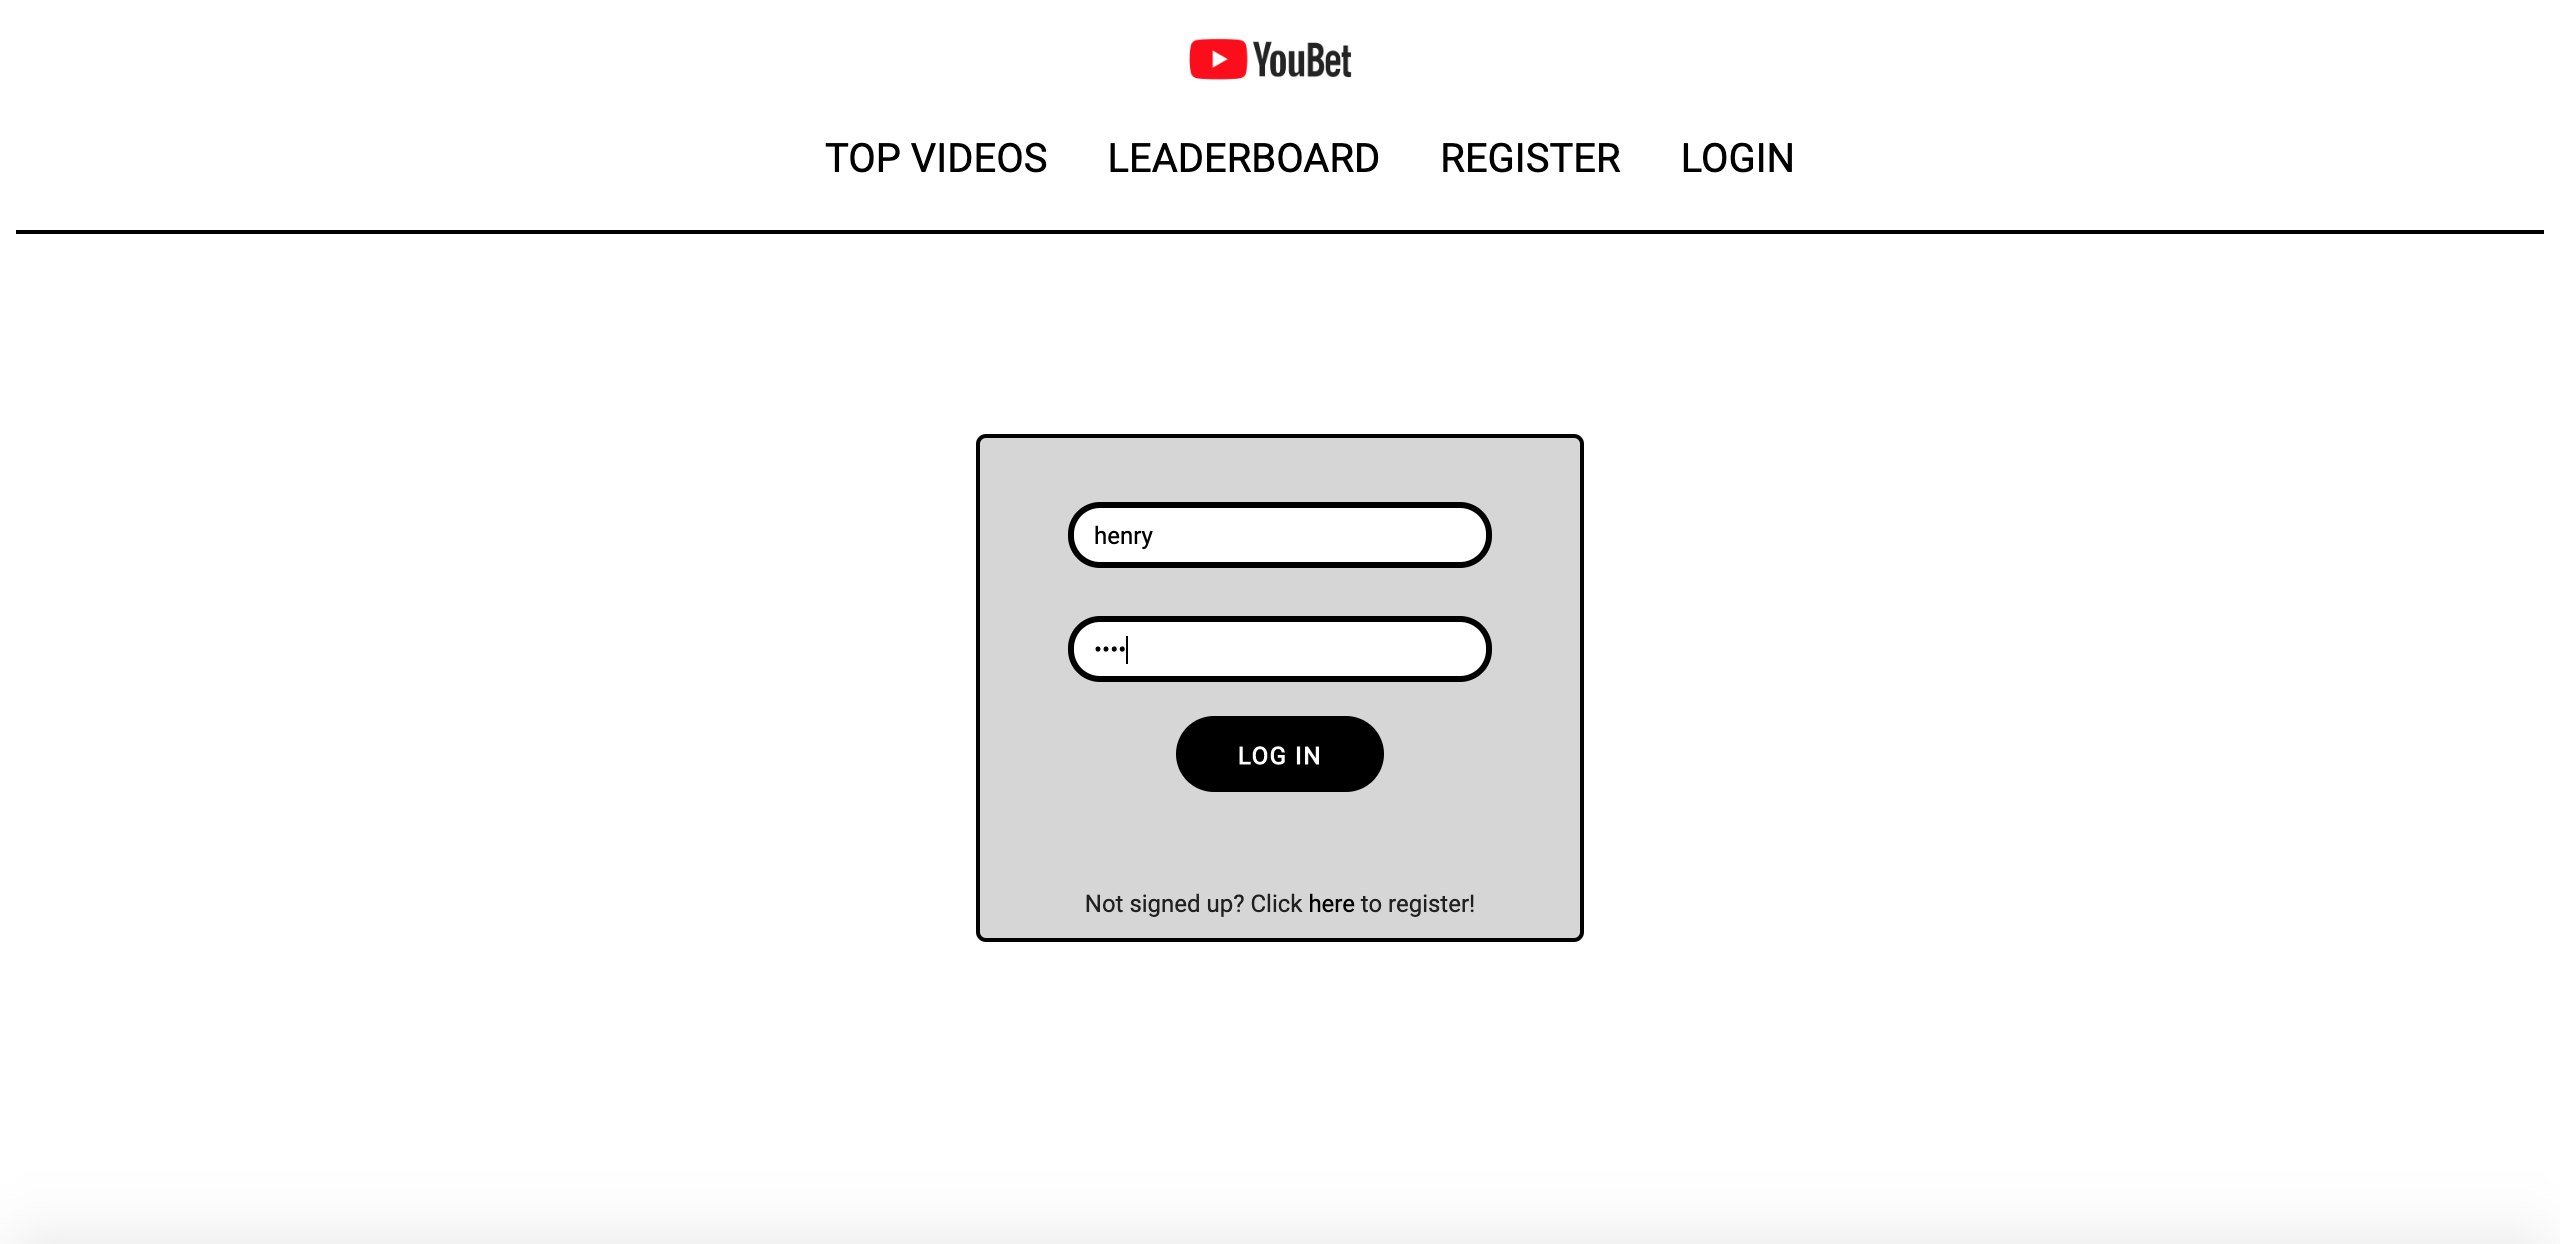 YouBet
TOP VIDEOS LEADERBOARD REGISTER LOGIN
henry
••••
LOG IN
Not signed up? Click here to register!